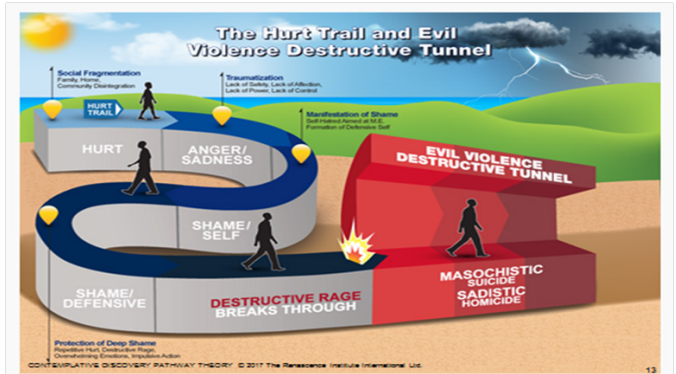 The Hurt Trail and Evil
Violence Destructive Tunnel
Social Fragmentation
Family, Home,
Community Disintegration
Traumatization
Lack of Safety, Lack of Affection,
Lack of Power, Lack of Control
HURT
TRAIL
Manifestation of Shame
Self-Hatred Aimed at M.E.
Formation of Defensive Self
HURT
ANGER/
SADNESS
EVIL VIOLENCE
DESTRUCTIVE TUNNEL
SHAME/
SELF
SHAME/
DEFENSIVE
DESTRUCTIVE RAGE
BREAKS THROUGH
MASOCHISTIC
SUICIDE
SADISTIC
HOMICIDE
Protection of Deep Shame
Repetitive Hurt, Destructive Rage,
Overwhelming Emotions, Impulsive Action
CONTEMPLATIVE DISCOVERY PATHWAY THEORY © 2017 The Renascence Institute International Ltd.
13